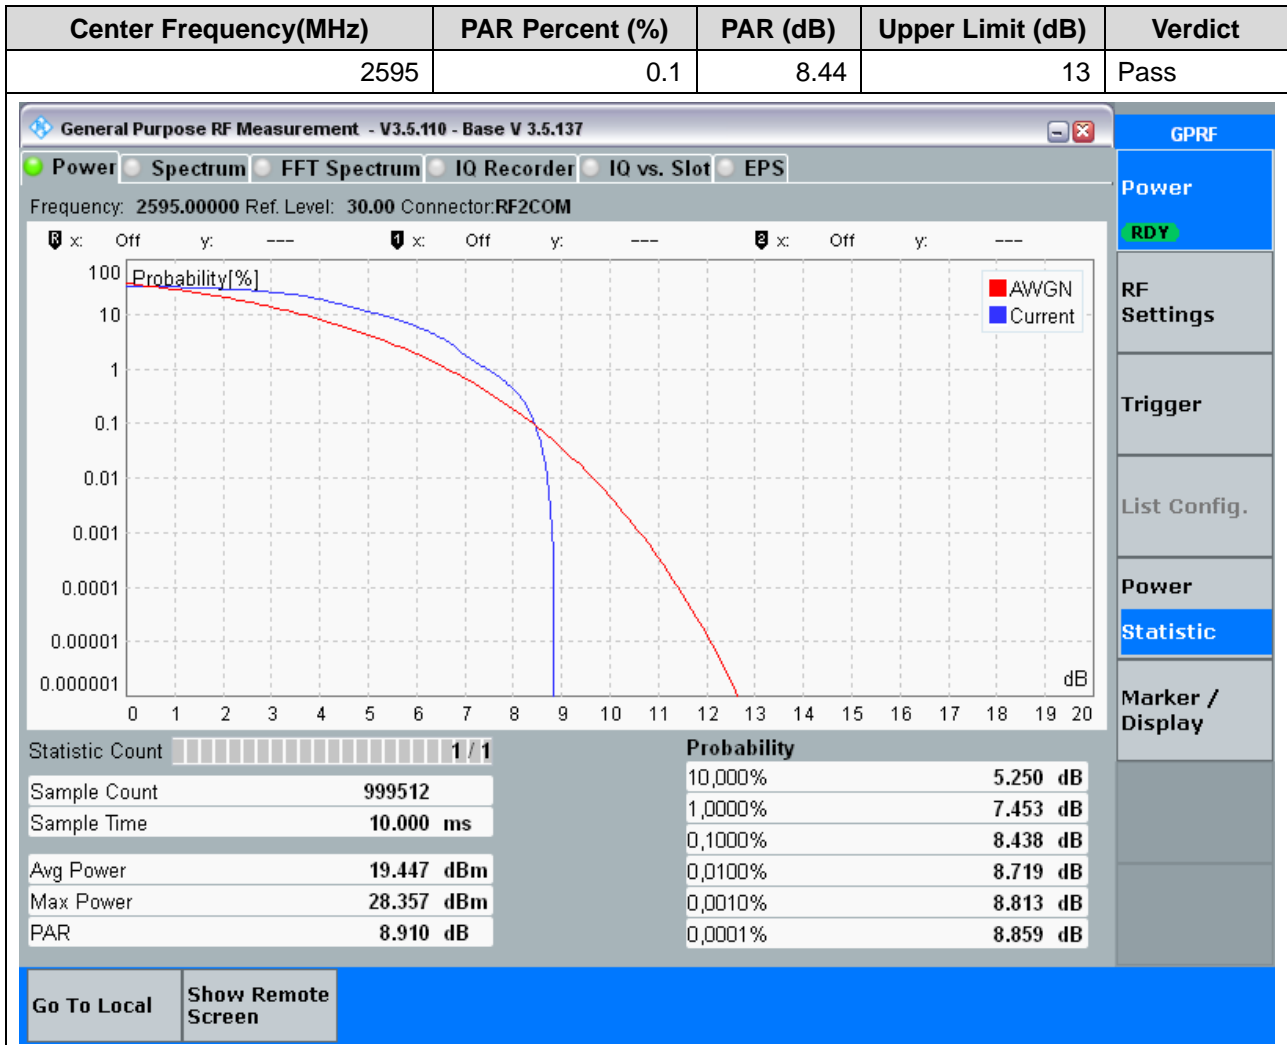 Center Frequency(MHz) PAR Percent (%) PAR (dB) Upper Limit (dB) Verdict
2595 0.1 8.44 13 Pass
General Purpose RF Measurement - V3.5.110 - Base V 3.5.137
GPRF
Power Spectrum FFT Spectrum IQ Recorder IQ vs. Slot EPS
Frequency: 2595.00000 Ref. Level: 30.00 Connector:RF2COM
R x: Off y: --- 1 x: Off y: --- 2 x: Off y: ---
Probability[%]
100
10
1
0.1
0.01
0.001
0.0001
0.00001
0.000001
AWGN
Current
dB
0 1 2 3 4 5 6 7 8 9 10 11 12 13 14 15 16 17 18 19 20
Statistic Count 1 / 1
Sample Count 999512
Sample Time 10.000 ms
Avg Power 19.447 dBm
Max Power 28.357 dBm
PAR 8.910 dB
Probability
10,000% 5.250 dB
1,0000% 7.453 dB
0,1000% 8.438 dB
0,0100% 8.719 dB
0,0010% 8.813 dB
0,0001% 8.859 dB
Power
RDY
RF
Settings
Trigger
List Config.
Power
Statistic
Marker /
Display
Go To Local
Show Remote
Screen